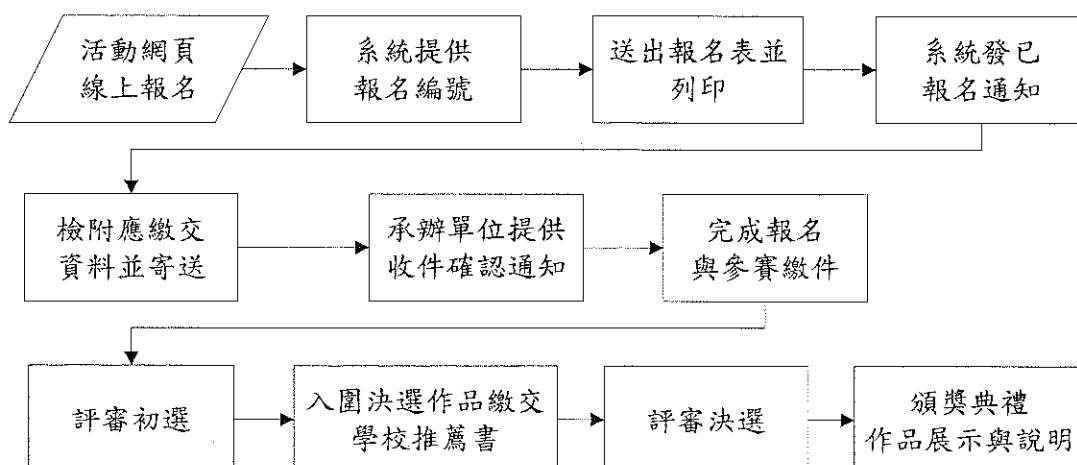 活動網頁
線上報名
系統提供
報名編號
送出報名表並
列印
系統發已
報名通知
檢附應繳交
資料並寄送
承辦單位提供
收件確認通知
完成報名
與參賽繳件
評審初選
入圍決選作品繳交
學校推薦書
評審決選
頒獎典禮
作品展示與說明